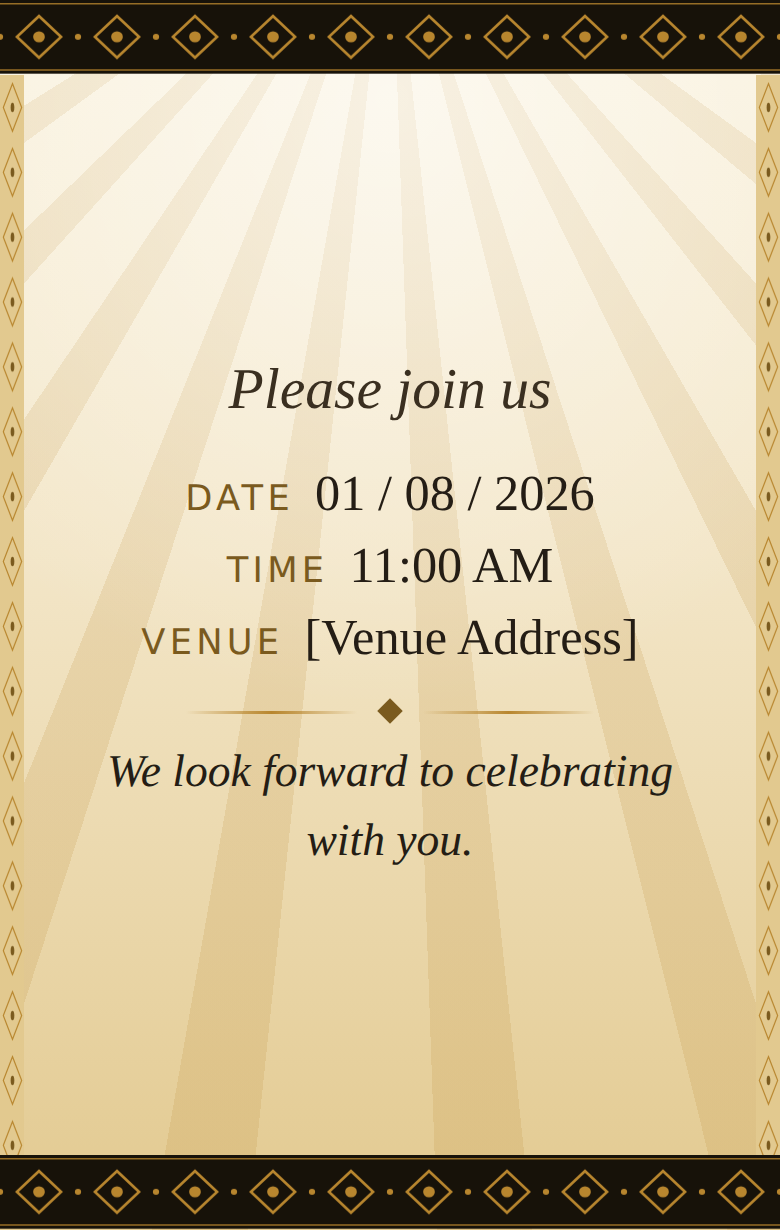 Please join us
DATE 01 / 08 / 2026
TIME 11:00 AM
VENUE [Venue Address]
We look forward to celebrating
with you.